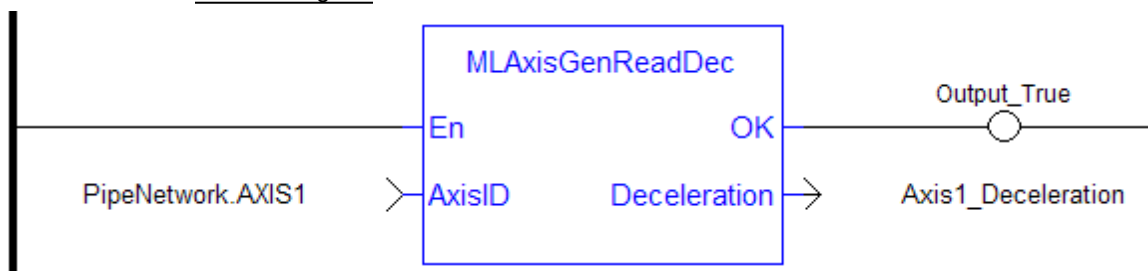 MLAxisGenReadDec
Output_True
En OK
PipeNetwork.AXIS1 AxisID Deceleration Axis1_Deceleration